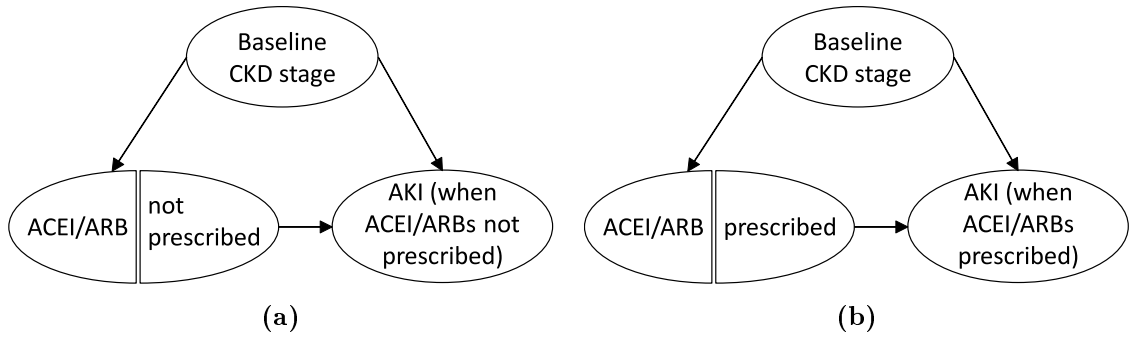 Baseline
CKD stage
ACEI/ARB
not
prescribed
AKI (when
ACEI/ARBs not
prescribed)
(a)
Baseline
CKD stage
ACEI/ARB
prescribed
AKI (when
ACEI/ARBs
prescribed)
(b)